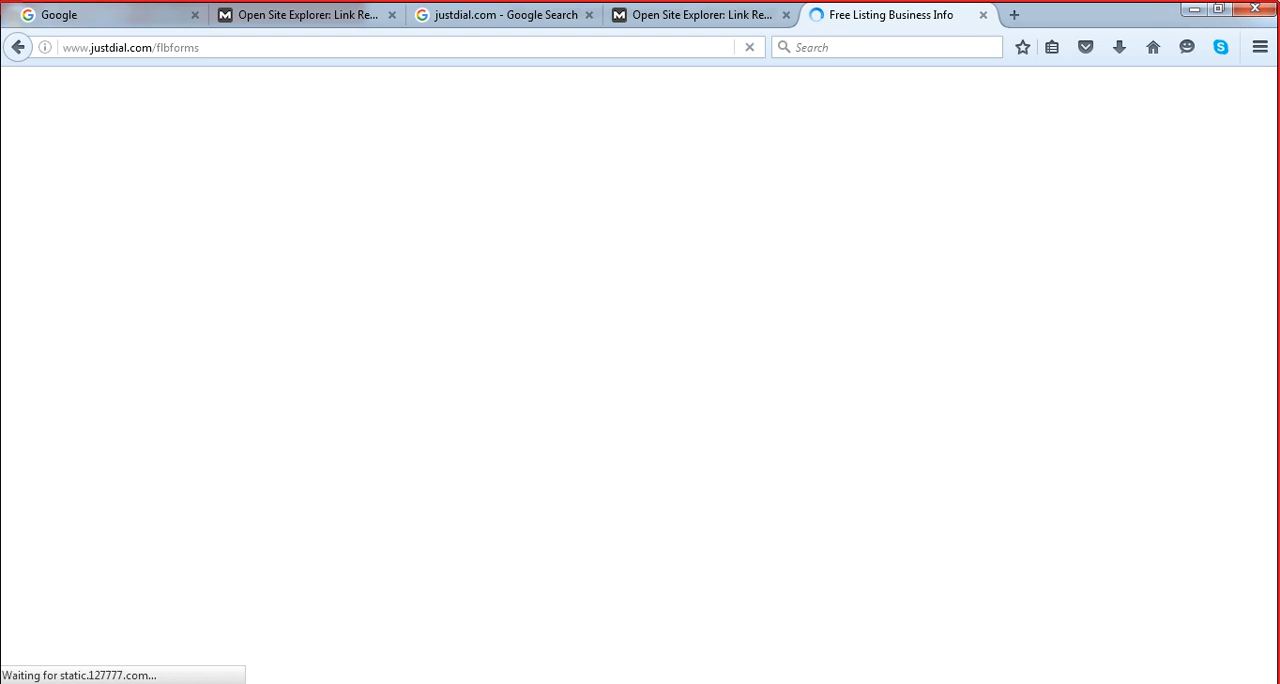 Google
Open Site Explorer: Link Re...
justdial.com - Google Search
Open Site Explorer: Link Re...
Free Listing Business Info
www.justdial.com/flbforms
Search
Waiting for static.127777.com...